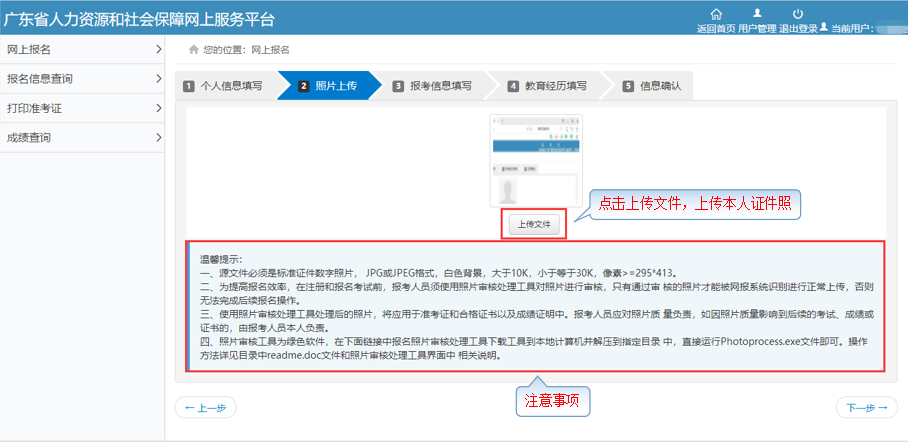 广东省人力资源和社会保障网上服务平台
返回首页 用户管理 退出登录 当前用户：
网上报名
报名信息查询
打印准考证
成绩查询
您的位置：网上报名
1 个人信息填写
2 照片上传
3 报考信息填写
4 教育经历填写
5 信息确认
点击上传文件，上传本人证件照
上传文件
温馨提示：
一、源文件必须是标准证件数字照片， JPG或JPEG格式，白色背景，大于10K，小于等于30K，像素>=295*413。
二、为提高报名效率，在注册和报名考试前，报考人员须使用照片审核处理工具对照片进行审核，只有通过审 核的照片才能被网报系统识别进行正常上传，否则
无法完成后续报名操作。
三、使用照片审核处理工具处理后的照片，将应用于准考证和合格证书以及成绩证明中。报考人员应对照片质 量负责，如因照片质量影响到后续的考试、成绩或
证书的，由报考人员本人负责。
四、照片审核工具为绿色软件，在下面链接中报名照片审核处理工具下载工具到本地计算机并解压到指定目录 中，直接运行Photoprocess.exe文件即可。操作
方法详见目录中readme.doc文件和照片审核处理工具界面中 相关说明。
注意事项
← 上一步
下一步 →